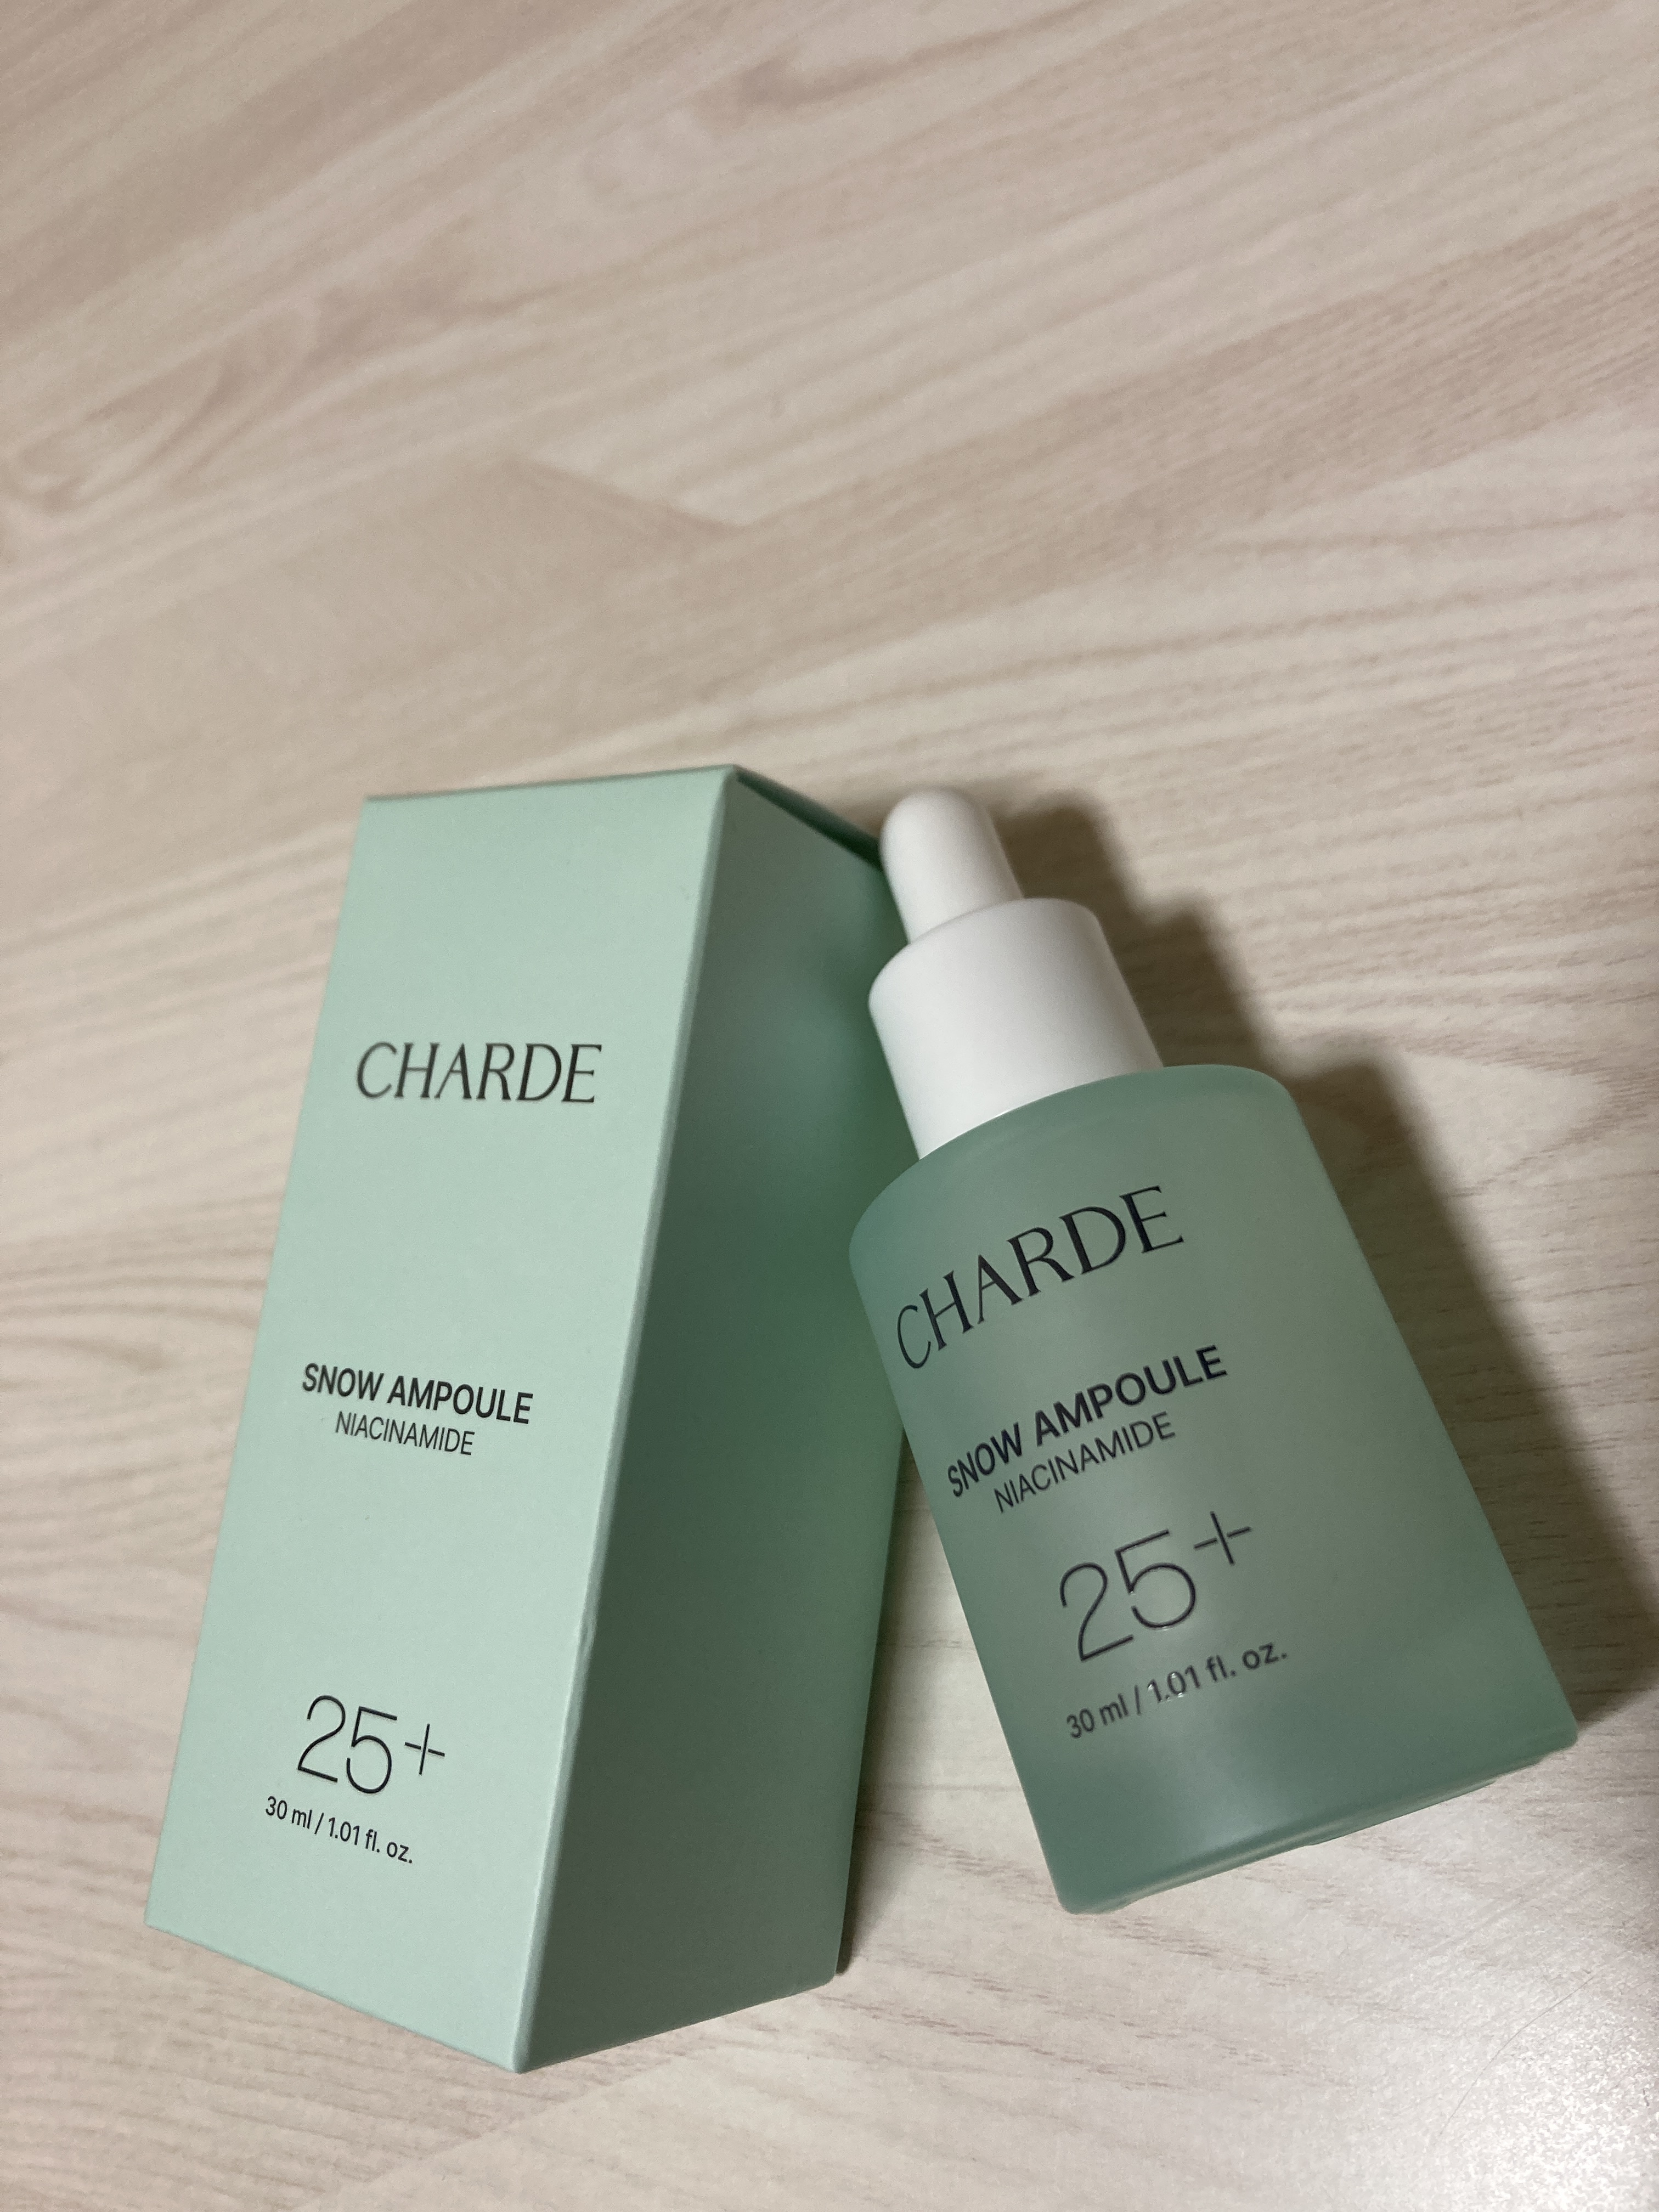 CHARDE
SNOW AMPOULE
NIACINAMIDE
25+
30 ml / 1.01 fl. oz.
CHARDE
SNOW AMPOULE
NIACINAMIDE
25+
30 ml / 1.01 fl. oz.